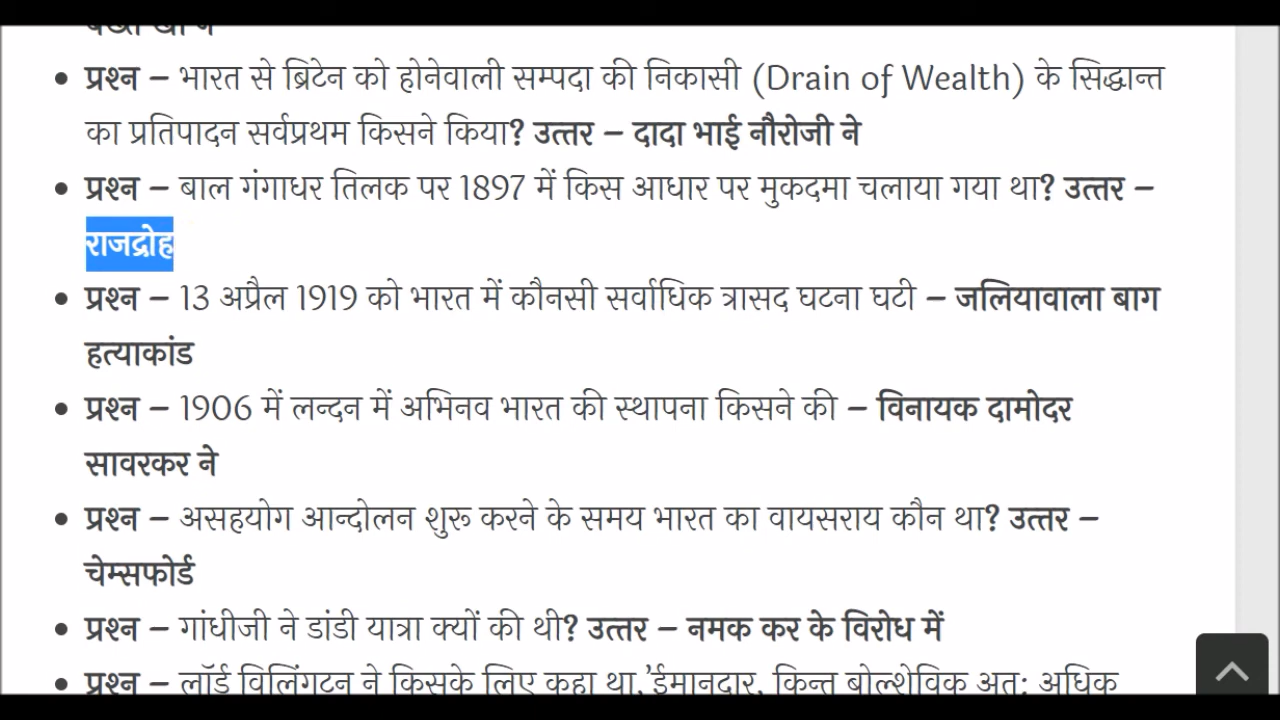 • प्रश्न – भारत से ब्रिटेन को होनेवाली सम्पदा की निकासी (Drain of Wealth) के सिद्धान्त
का प्रतिपादन सर्वप्रथम किसने किया? उत्तर – दादा भाई नौरोजी ने
• प्रश्न – बाल गंगाधर तिलक पर 1897 में किस आधार पर मुकदमा चलाया गया था? उत्तर –
राजद्रोह
• प्रश्न – 13 अप्रैल 1919 को भारत में कौनसी सर्वाधिक त्रासद घटना घटी – जलियावाला बाग
हत्याकांड
• प्रश्न – 1906 में लन्दन में अभिनव भारत की स्थापना किसने की – विनायक दामोदर
सावरकर ने
• प्रश्न – असहयोग आन्दोलन शुरू करने के समय भारत का वायसराय कौन था? उत्तर –
चेम्सफोर्ड
• प्रश्न – गांधीजी ने डांडी यात्रा क्यों की थी? उत्तर – नमक कर के विरोध में
• प्रश्न – लॉर्ड विलिंगटन ने किसके लिए कहा था,'ईमानदार, किन्तु बोल्शेविक अत: अधिक